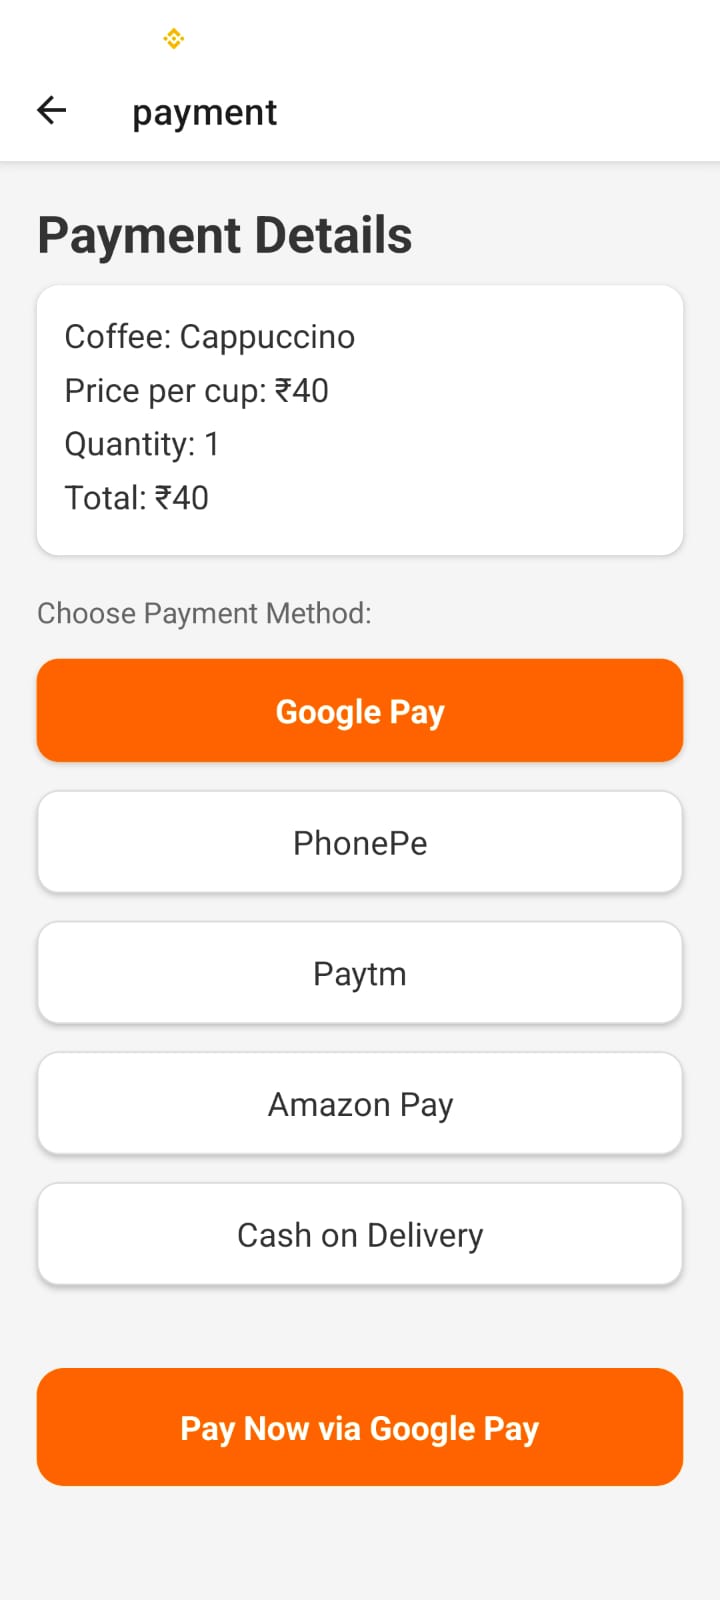 payment
Payment Details
Coffee: Cappuccino
Price per cup: ₹40
Quantity: 1
Total: ₹40
Choose Payment Method:
Google Pay
PhonePe
Paytm
Amazon Pay
Cash on Delivery
Pay Now via Google Pay